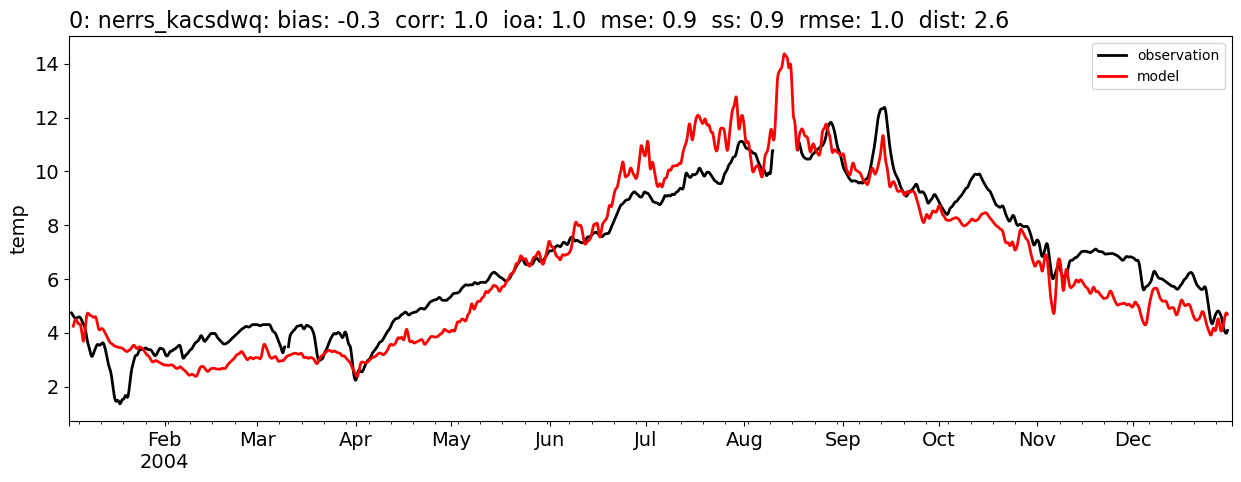 0: nerrs_kacsdwq: bias: -0.3  corr: 1.0  ioa: 1.0  mse: 0.9  ss: 0.9  rmse: 1.0  dist: 2.6
observation
model
14
12
10
8
6
4
2
temp
Feb Mar Apr May Jun Jul Aug Sep Oct Nov Dec
2004